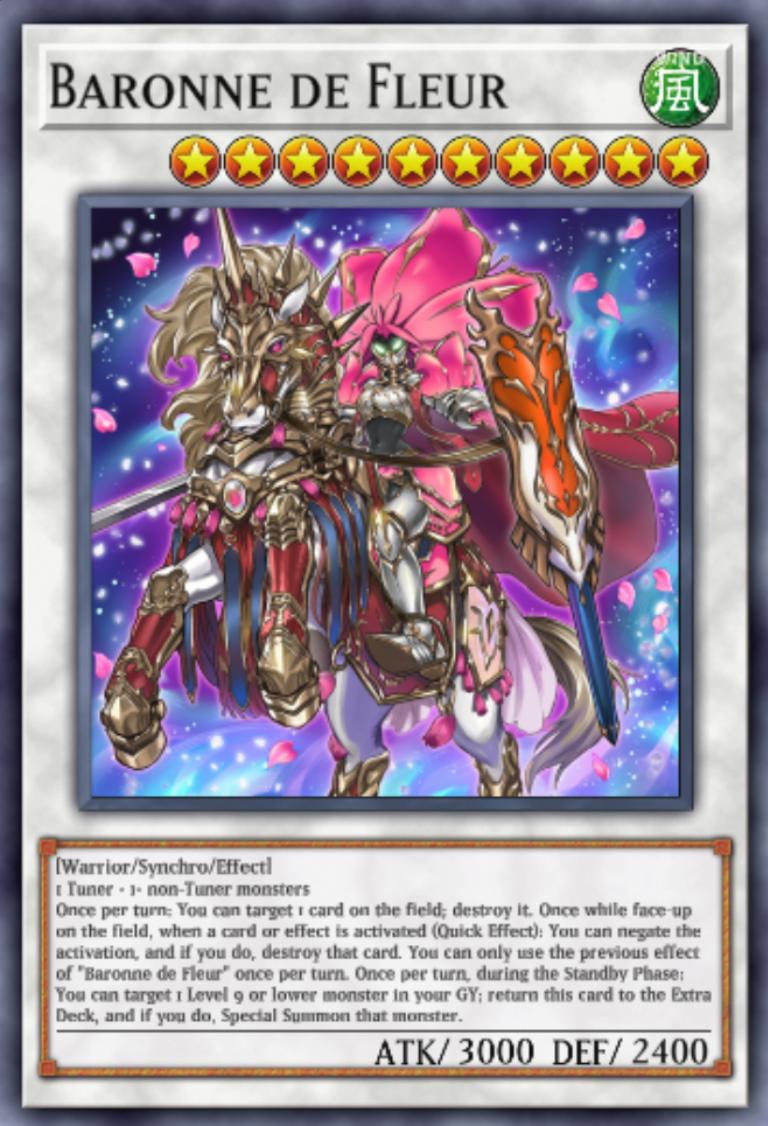 BARONNE DE FLEUR
WIND
風
[Warrior/Synchro/Effect]
1 Tuner + 1+ non-Tuner monsters
Once per turn: You can target 1 card on the field; destroy it. Once while face-up
on the field, when a card or effect is activated (Quick Effect): You can negate the
activation, and if you do, destroy that card. You can only use the previous effect
of "Baronne de Fleur" once per turn. Once per turn, during the Standby Phase:
You can target 1 Level 9 or lower monster in your GY; return this card to the Extra
Deck, and if you do, Special Summon that monster.
ATK/ 3000 DEF/ 2400